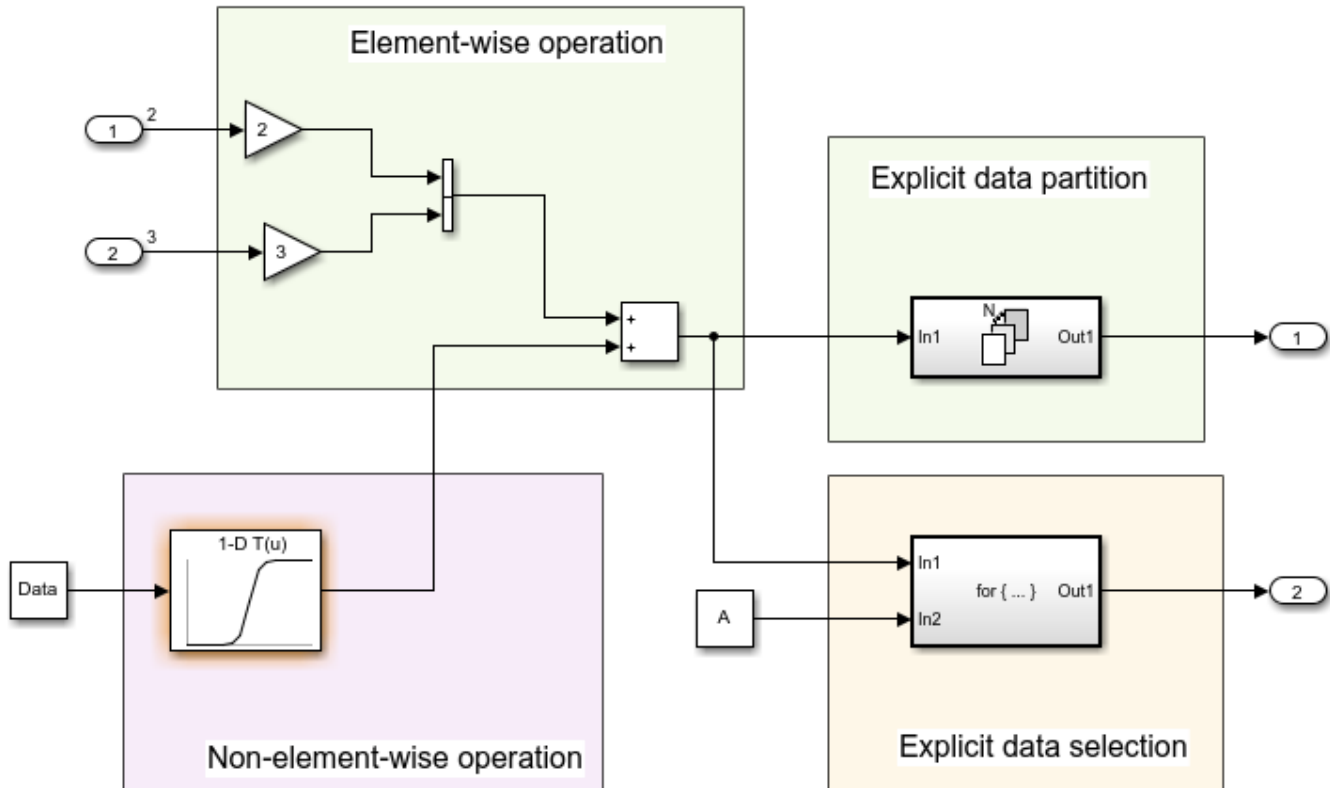 Element-wise operation
1
2
2
2
3
3
+
+
Explicit data partition
In1
N
Out1
1
Data
1-D T(u)
Non-element-wise operation
A
In1
In2
for { ... }
Out1
2
Explicit data selection